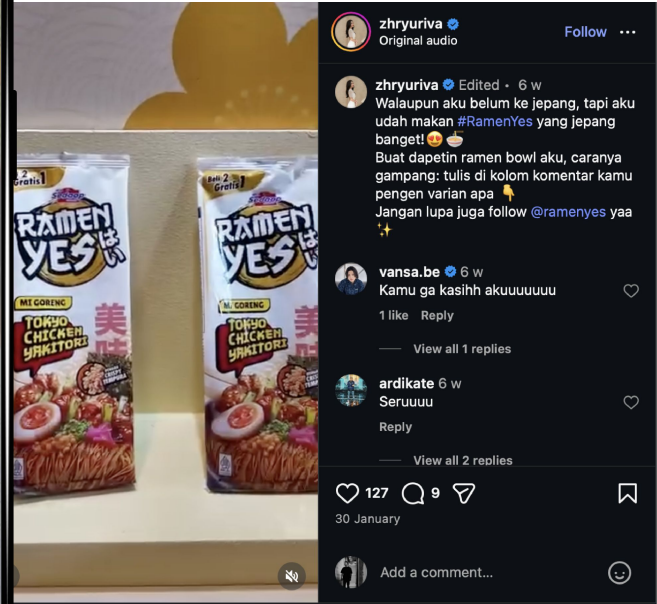 Beli 2
Gratis 1
Sedaap
RAMEN
YES
はい
MI GORENG
TOKYO
CHICKEN
YAKITORI
美
味
Beli 2
Gratis 1
Sedaap
RAMEN
YES
はい
MI GORENG
TOKYO
CHICKEN
YAKITORI
zhryuriva
Original audio
Follow
zhryuriva Edited · 6 w
Walaupun aku belum ke jepang, tapi aku
udah makan #RamenYes yang jepang
banget!😍🍜
Buat dapetin ramen bowl aku, caranya
gampang: tulis di kolom komentar kamu
pengen varian apa 👇
Jangan lupa juga follow @ramenyes yaa
✨
vansa.be 6 w
Kamu ga kasihh akuuuuuuu
1 like Reply
View all 1 replies
ardikate 6 w
Seruuuu
Reply
View all 2 replies
127 9
30 January
Add a comment...